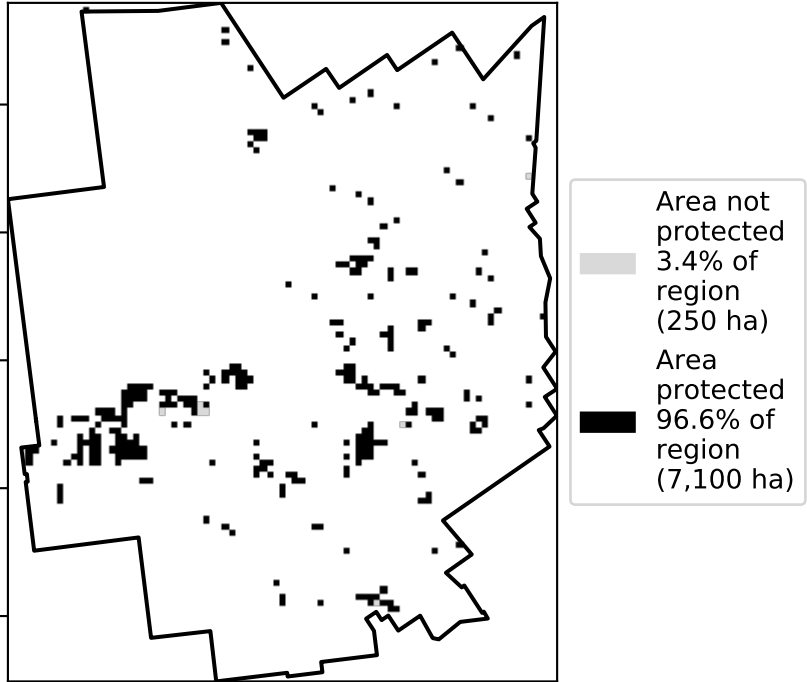 Area not
protected
3.4% of
region
(250 ha)
Area
protected
96.6% of
region
(7,100 ha)